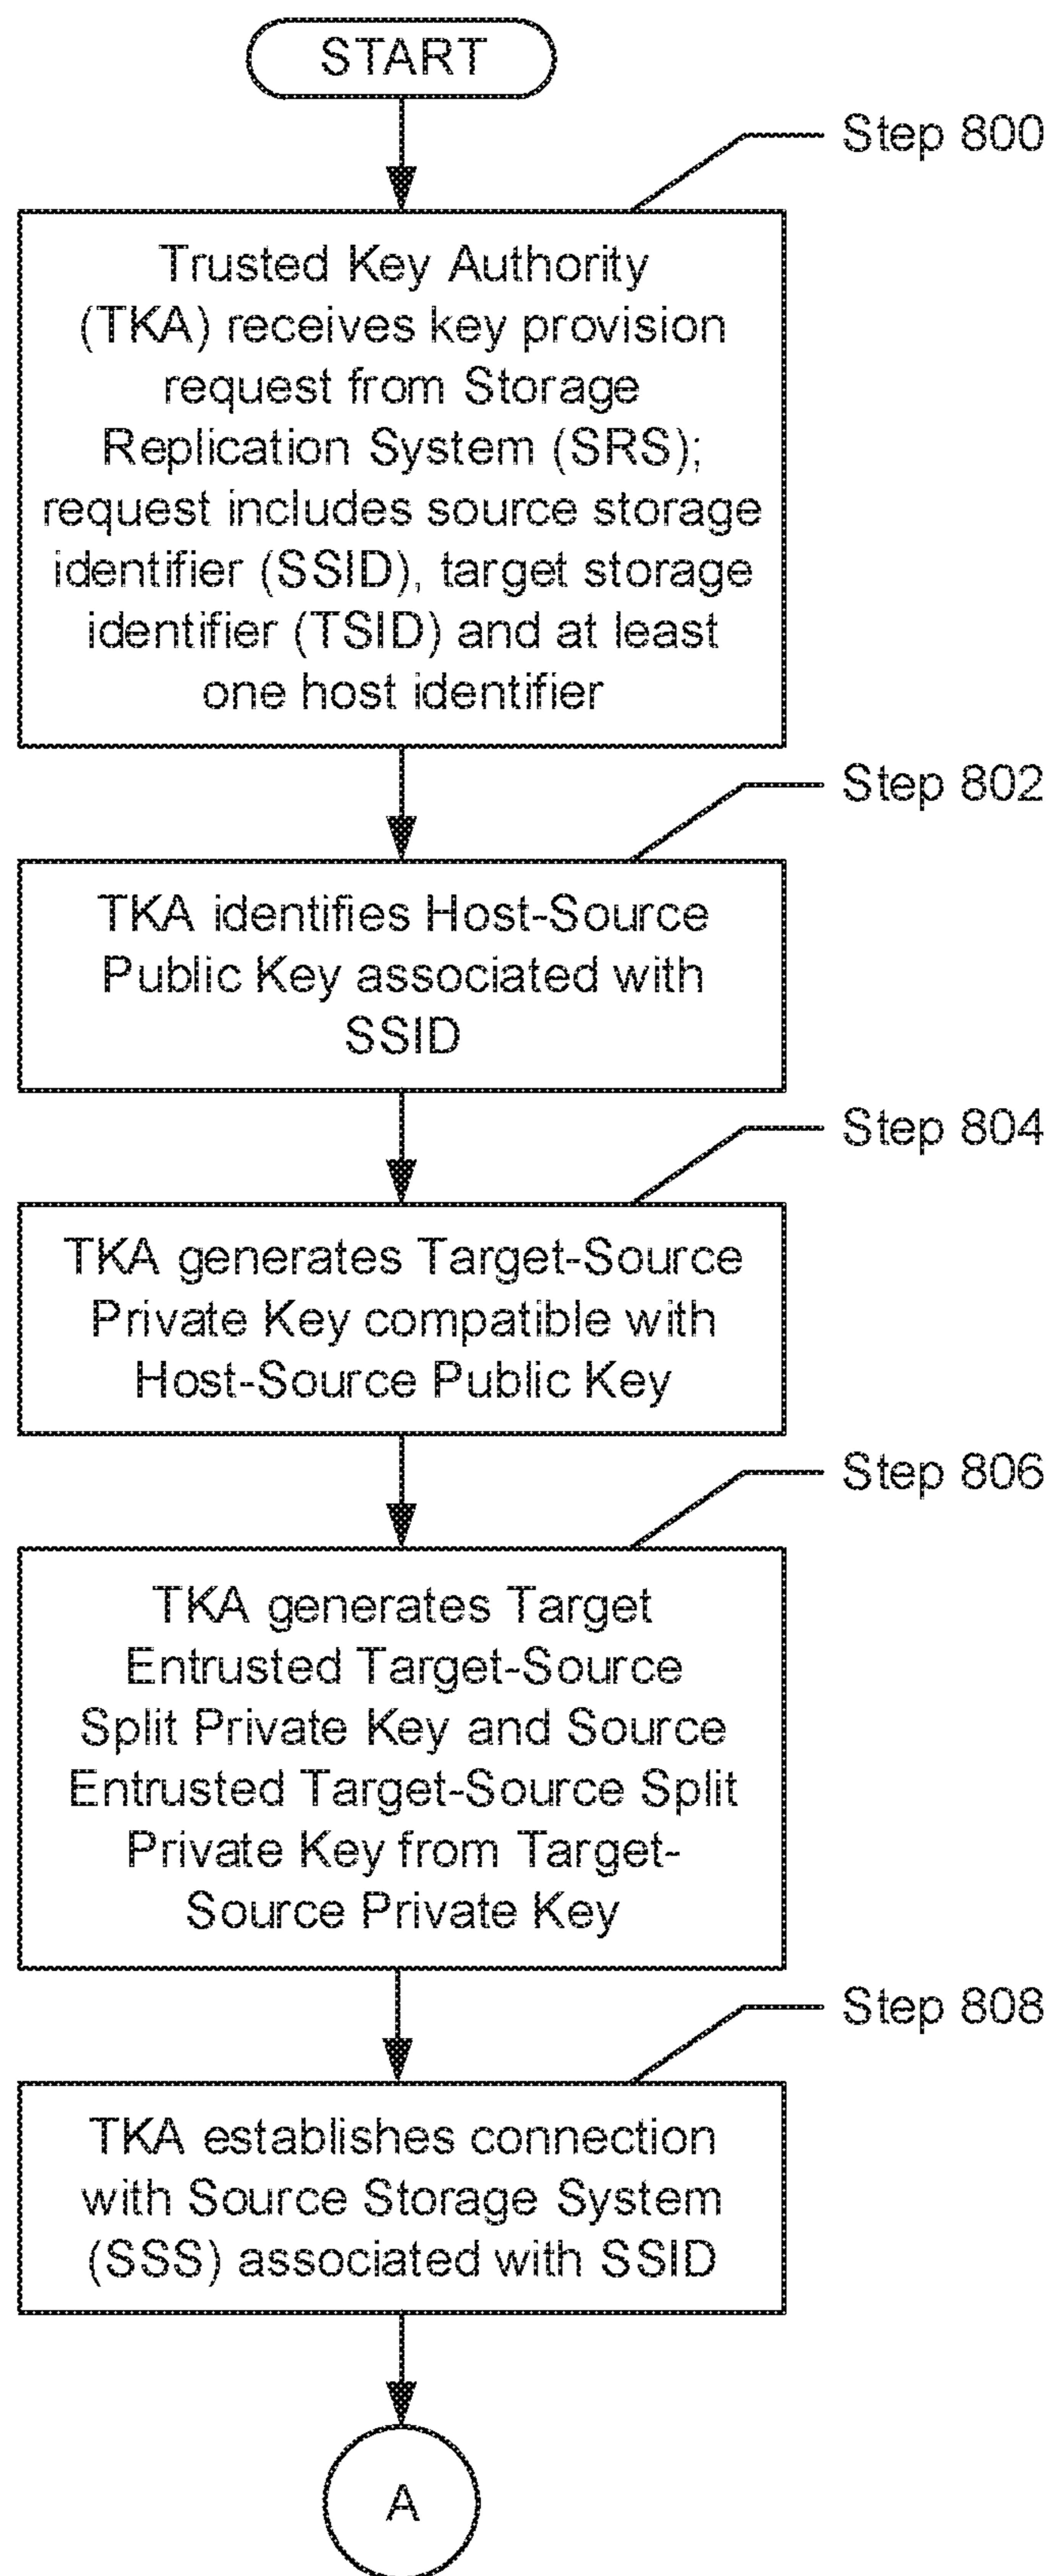 START
Step 800
Trusted Key Authority
(TKA) receives key provision
request from Storage
Replication System (SRS);
request includes source storage
identifier (SSID), target storage
identifier (TSID) and at least
one host identifier
Step 802
TKA identifies Host-Source
Public Key associated with
SSID
Step 804
TKA generates Target-Source
Private Key compatible with
Host-Source Public Key
Step 806
TKA generates Target
Entrusted Target-Source
Split Private Key and Source
Entrusted Target-Source Split
Private Key from Target-
Source Private Key
Step 808
TKA establishes connection
with Source Storage System
(SSS) associated with SSID
A